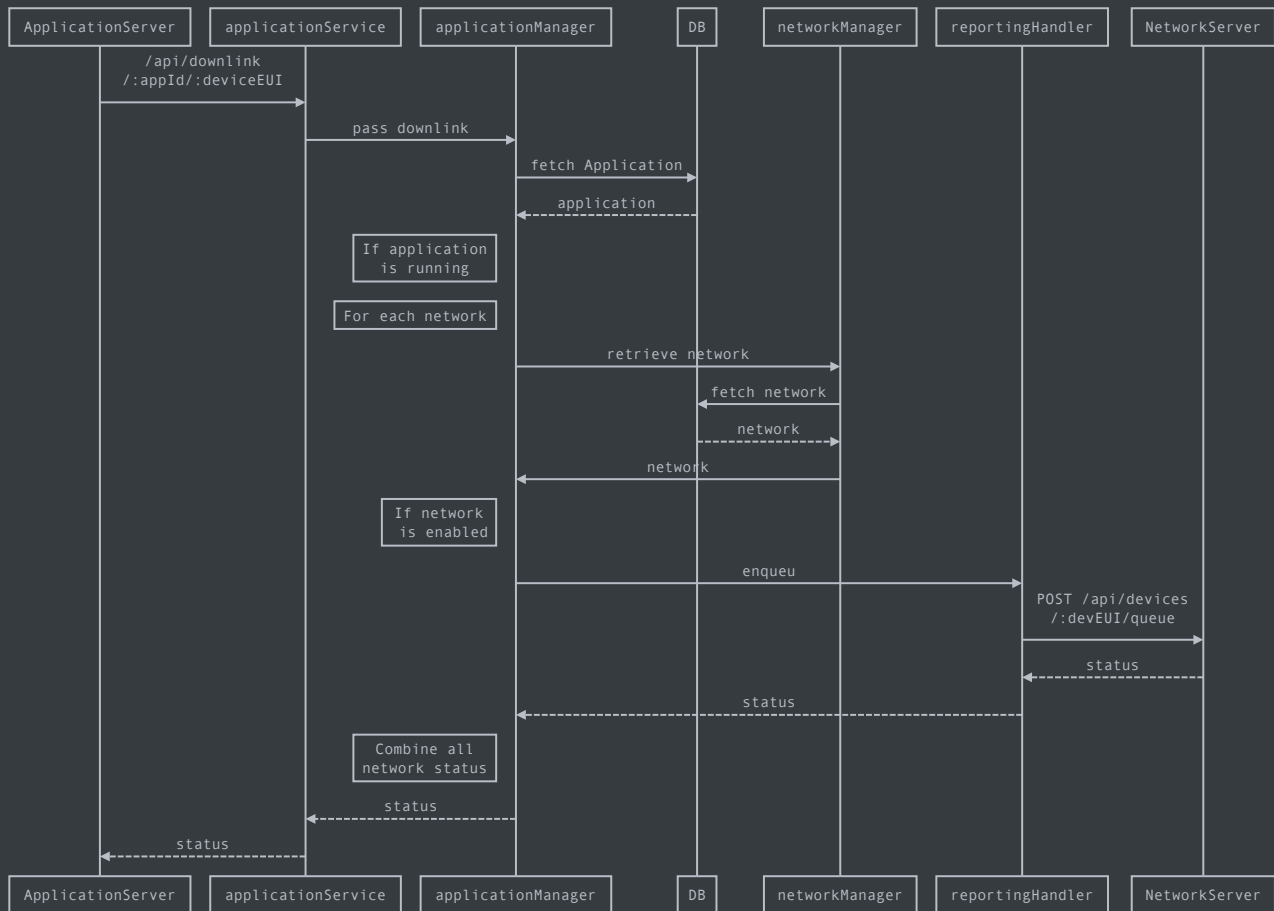 ApplicationServer
applicationService
applicationManager
DB
networkManager
reportingHandler
NetworkServer
/api/downlink
/:appId/:deviceEUI
pass downlink
fetch Application
application
If application
is running
For each network
retrieve network
fetch network
network
network
If network
is enabled
enqueu
POST /api/devices
/:devEUI/queue
status
status
Combine all
network status
status
status
ApplicationServer
applicationService
applicationManager
DB
networkManager
reportingHandler
NetworkServer